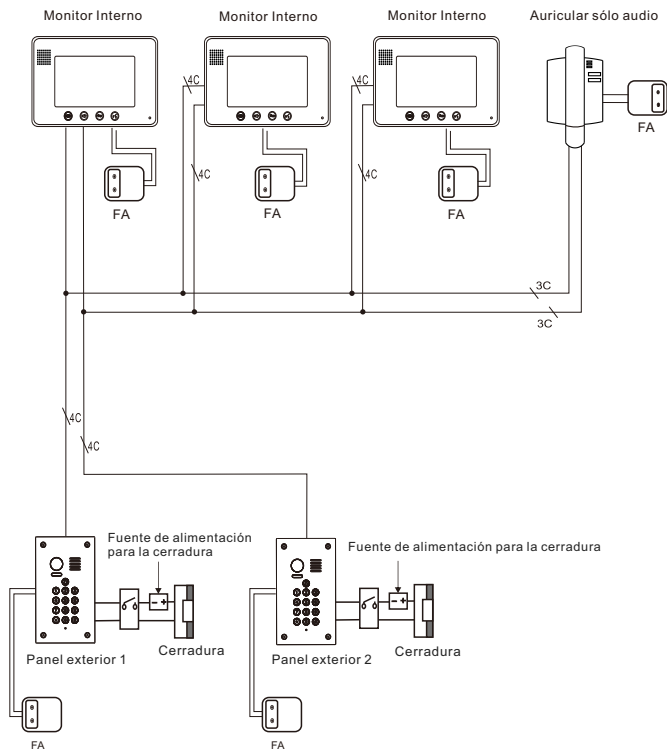 Monitor Interno
Monitor Interno
Monitor Interno
Auricular sólo audio
4C
4C
FA
4C
4C
FA
FA
FA
3C
3C
4C
4C
Fuente de alimentación
para la cerradura
Fuente de alimentación para la cerradura
- +
- +
Panel exterior 1
Cerradura
Panel exterior 2
Cerradura
FA
FA